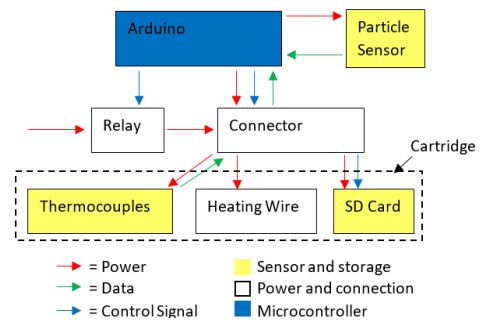 Arduino
Particle
Sensor
Relay
Connector
Cartridge
Thermocouples
Heating Wire
SD Card
= Power
Sensor and storage
= Data
Power and connection
= Control Signal
Microcontroller